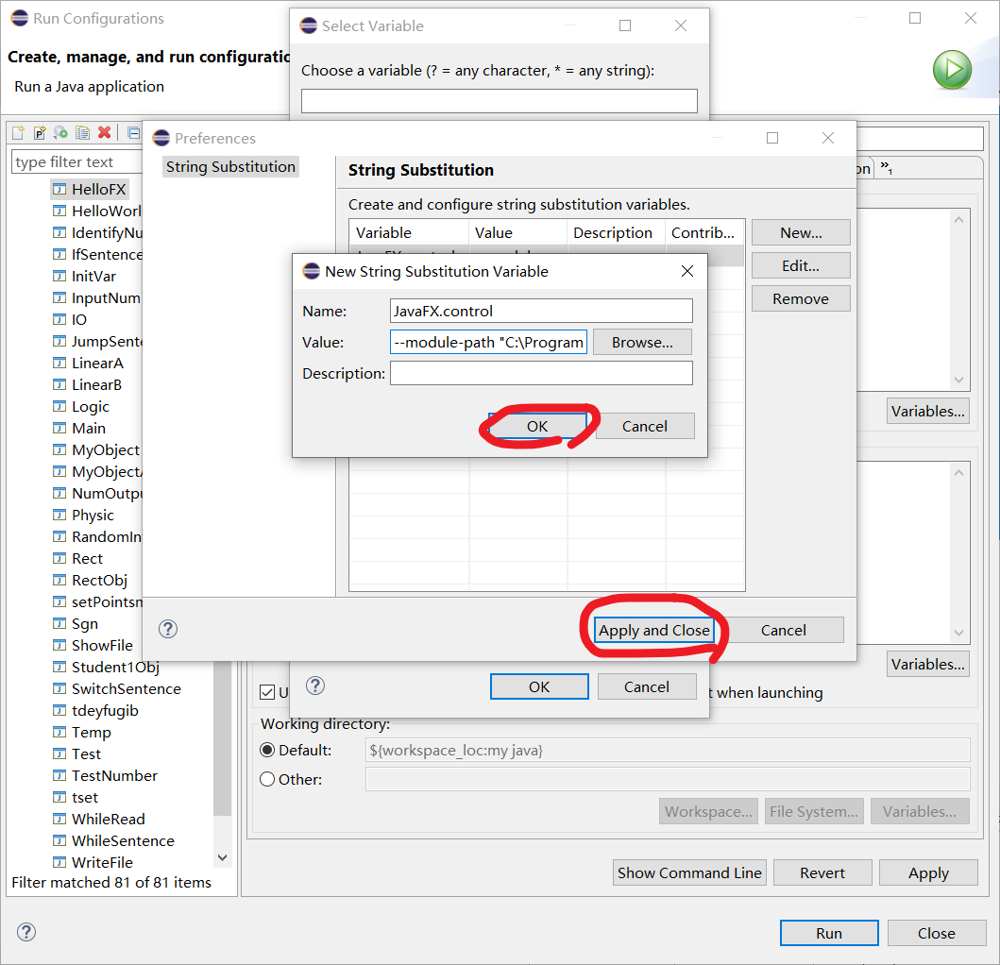 Run Configurations
Create, manage, and run configuratio
Run a Java application
type filter text
HelloFX
HelloWorl
IdentifyNu
IfSentence
InitVar
InputNum
IO
JumpSente
LinearA
LinearB
Logic
Main
MyObject
MyObjectA
NumOutpu
Physic
RandomIn
Rect
RectObj
setPointsm
Sgn
ShowFile
Student1Obj
SwitchSentence
tdeyfugib
Temp
Test
TestNumber
tset
WhileRead
WhileSentence
WriteFile
Filter matched 81 of 81 items
Select Variable
Choose a variable (? = any character, * = any string):
Preferences
String Substitution
String Substitution
Create and configure string substitution variables.
Variable Value Description Contrib...
New...
Edit...
Remove
New String Substitution Variable
Name: JavaFX.control
Value: --module-path "C:\Program Browse...
Description:
OK Cancel
Apply and Close Cancel
OK Cancel
on »1
Variables...
Variables...
U
t when launching
Working directory:
Default: ${workspace_loc:my java}
Other:
Workspace... File System... Variables...
Show Command Line Revert Apply
Run Close